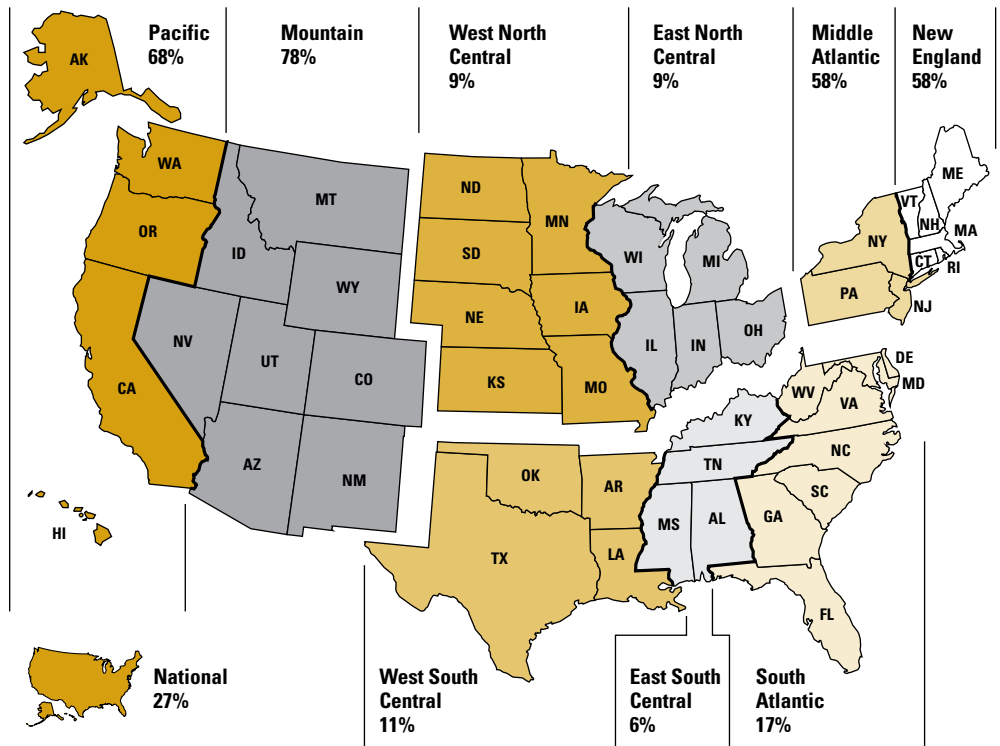 Pacific
68%
Mountain
78%
West North
Central
9%
East North
Central
9%
Middle
Atlantic
58%
New
England
58%
AK
WA
OR
CA
HI
MT
ID
WY
NV
UT
CO
AZ
NM
ND
SD
NE
KS
MN
IA
MO
WI
MI
IL
IN
OH
NY
PA
NJ
ME
VT
NH
MA
CT
RI
DE
MD
WV
VA
NC
SC
GA
FL
KY
TN
MS
AL
OK
AR
TX
LA
National
27%
West South
Central
11%
East South
Central
6%
South
Atlantic
17%